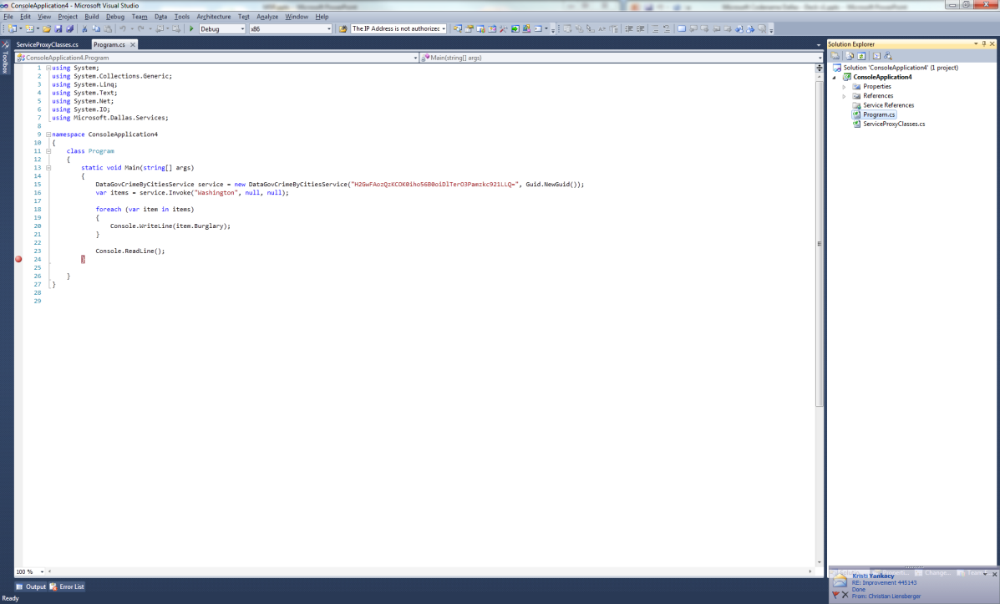 ConsoleApplication4 - Microsoft Visual Studio
File Edit View Project Build Debug Team Data Tools Architecture Test Analyze Window Help
Debug x86 The IP Address is not authorizec
ServiceProxyClasses.cs Program.cs
Toolbox
ConsoleApplication4.Program Main(string[] args)
1 using System;
2 using System.Collections.Generic;
3 using System.Linq;
4 using System.Text;
5 using System.Net;
6 using System.IO;
7 using Microsoft.Dallas.Services;
8
9 namespace ConsoleApplication4
10 {
11 class Program
12 {
13 static void Main(string[] args)
14 {
15 DataGovCrimeByCitiesService service = new DataGovCrimeByCitiesService("H2GwFAozQzKCOK0iho56B0oiDlTerO3Pamzkc921LLQ=", Guid.NewGuid());
16 var items = service.Invoke("Washington", null, null);
17
18 foreach (var item in items)
19 {
20 Console.WriteLine(item.Burglary);
21 }
22
23 Console.ReadLine();
24 }
25
26 }
27 }
28
29
100 %
Output Error List
Ready
Solution Explorer
Solution 'ConsoleApplication4' (1 project)
ConsoleApplication4
Properties
References
Service References
Program.cs
ServiceProxyClasses.cs
Kristi Yankacy
RE: Improvement 445143
Done
From: Christian Liensberger